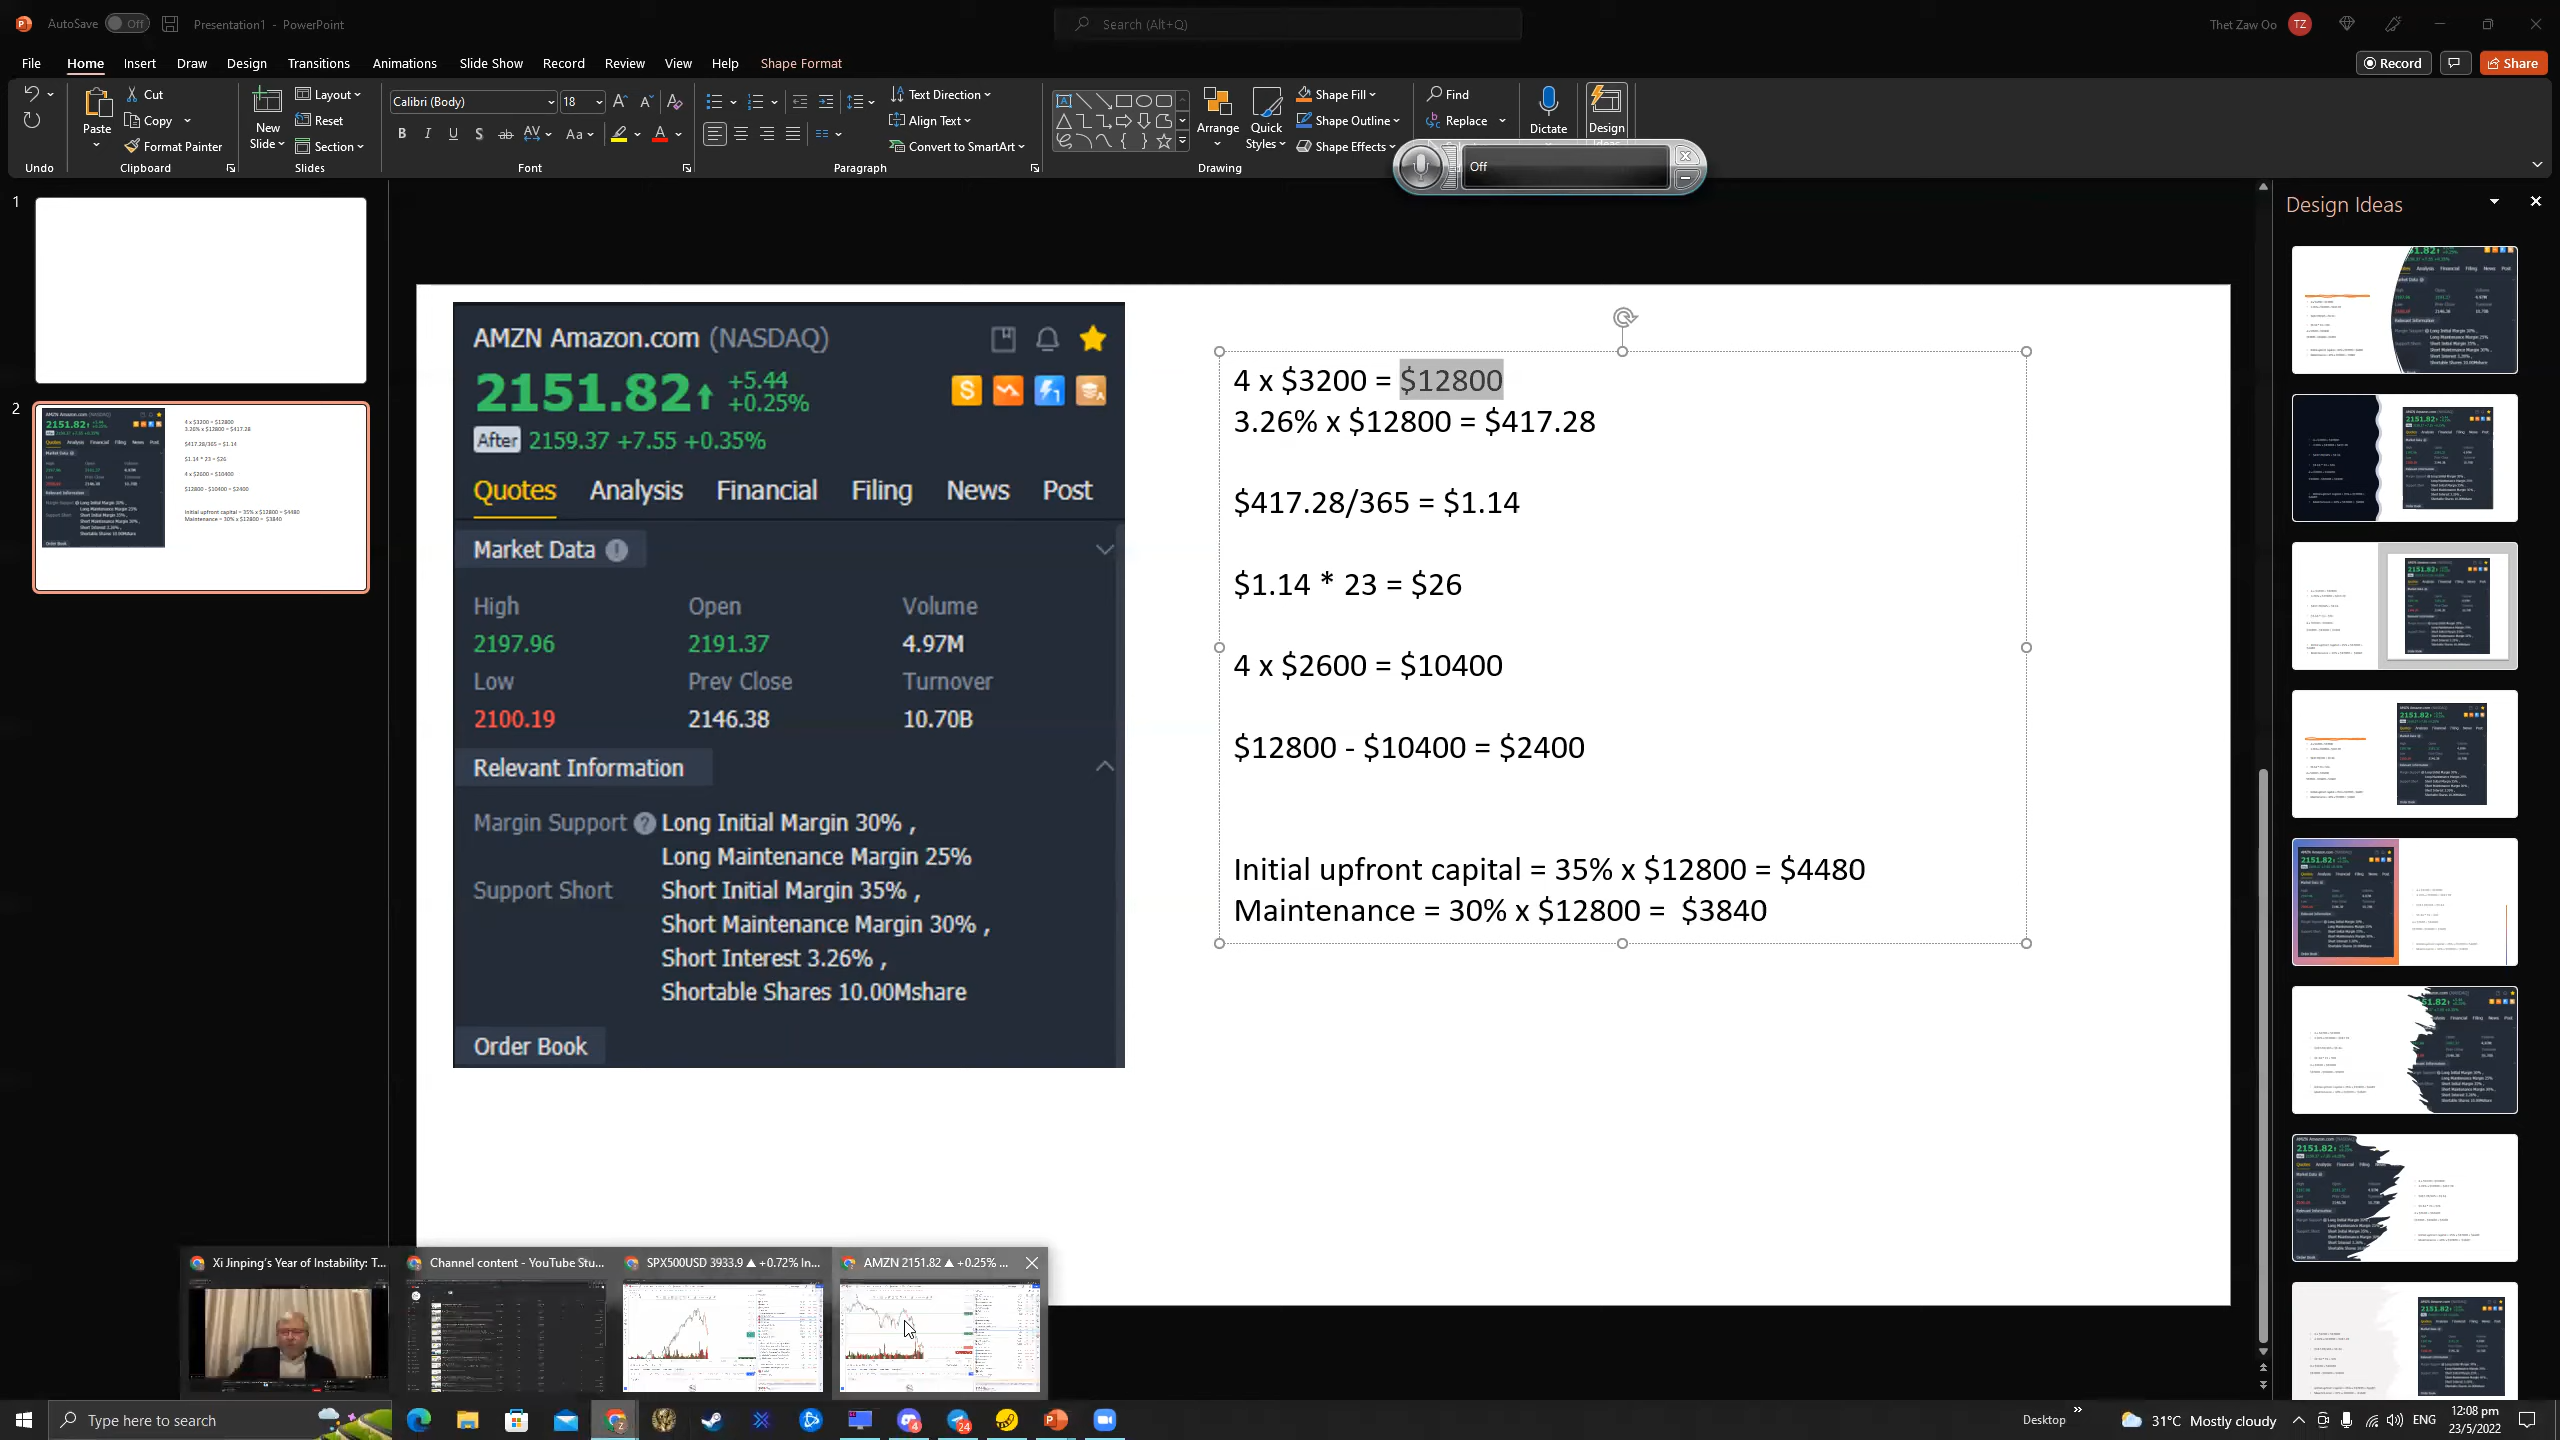 AutoSave Off Presentation1 - PowerPoint Search (Alt+Q) Thet Zaw Oo TZ
File Home Insert Draw Design Transitions Animations Slide Show Record Review View Help Shape Format Record Share
Cut
Copy
Format Painter
Paste
New
Slide
Layout
Reset
Section
Calibri (Body) 18
Text Direction
Align Text
Convert to SmartArt
Arrange
Quick
Styles
Shape Fill
Shape Outline
Shape Effects
Find
Replace
Dictate
Design
Off
Undo Clipboard Slides Font Paragraph Drawing
1
2
Design Ideas
AMZN Amazon.com (NASDAQ)
2151.82 +5.44
+0.25%
After 2159.37 +7.55 +0.35%
Quotes Analysis Financial Filing News Post
Market Data
High Open Volume
2197.96 2191.37 4.97M
Low Prev Close Turnover
2100.19 2146.38 10.70B
Relevant Information
Margin Support Long Initial Margin 30% ,
Long Maintenance Margin 25%
Support Short Short Initial Margin 35% ,
Short Maintenance Margin 30% ,
Short Interest 3.26% ,
Shortable Shares 10.00Mshare
Order Book
4 x $3200 = $12800
3.26% x $12800 = $417.28
$417.28/365 = $1.14
$1.14 * 23 = $26
4 x $2600 = $10400
$12800 - $10400 = $2400
Initial upfront capital = 35% x $12800 = $4480
Maintenance = 30% x $12800 = $3840
Xi Jinping's Year of Instability: T... Channel content - YouTube Stu... SPX500USD 3933.9 ▲ +0.72% In... AMZN 2151.82 ▲ +0.25% ...
Type here to search
4
24
Desktop 31°C Mostly cloudy ENG
12:08 pm
23/5/2022